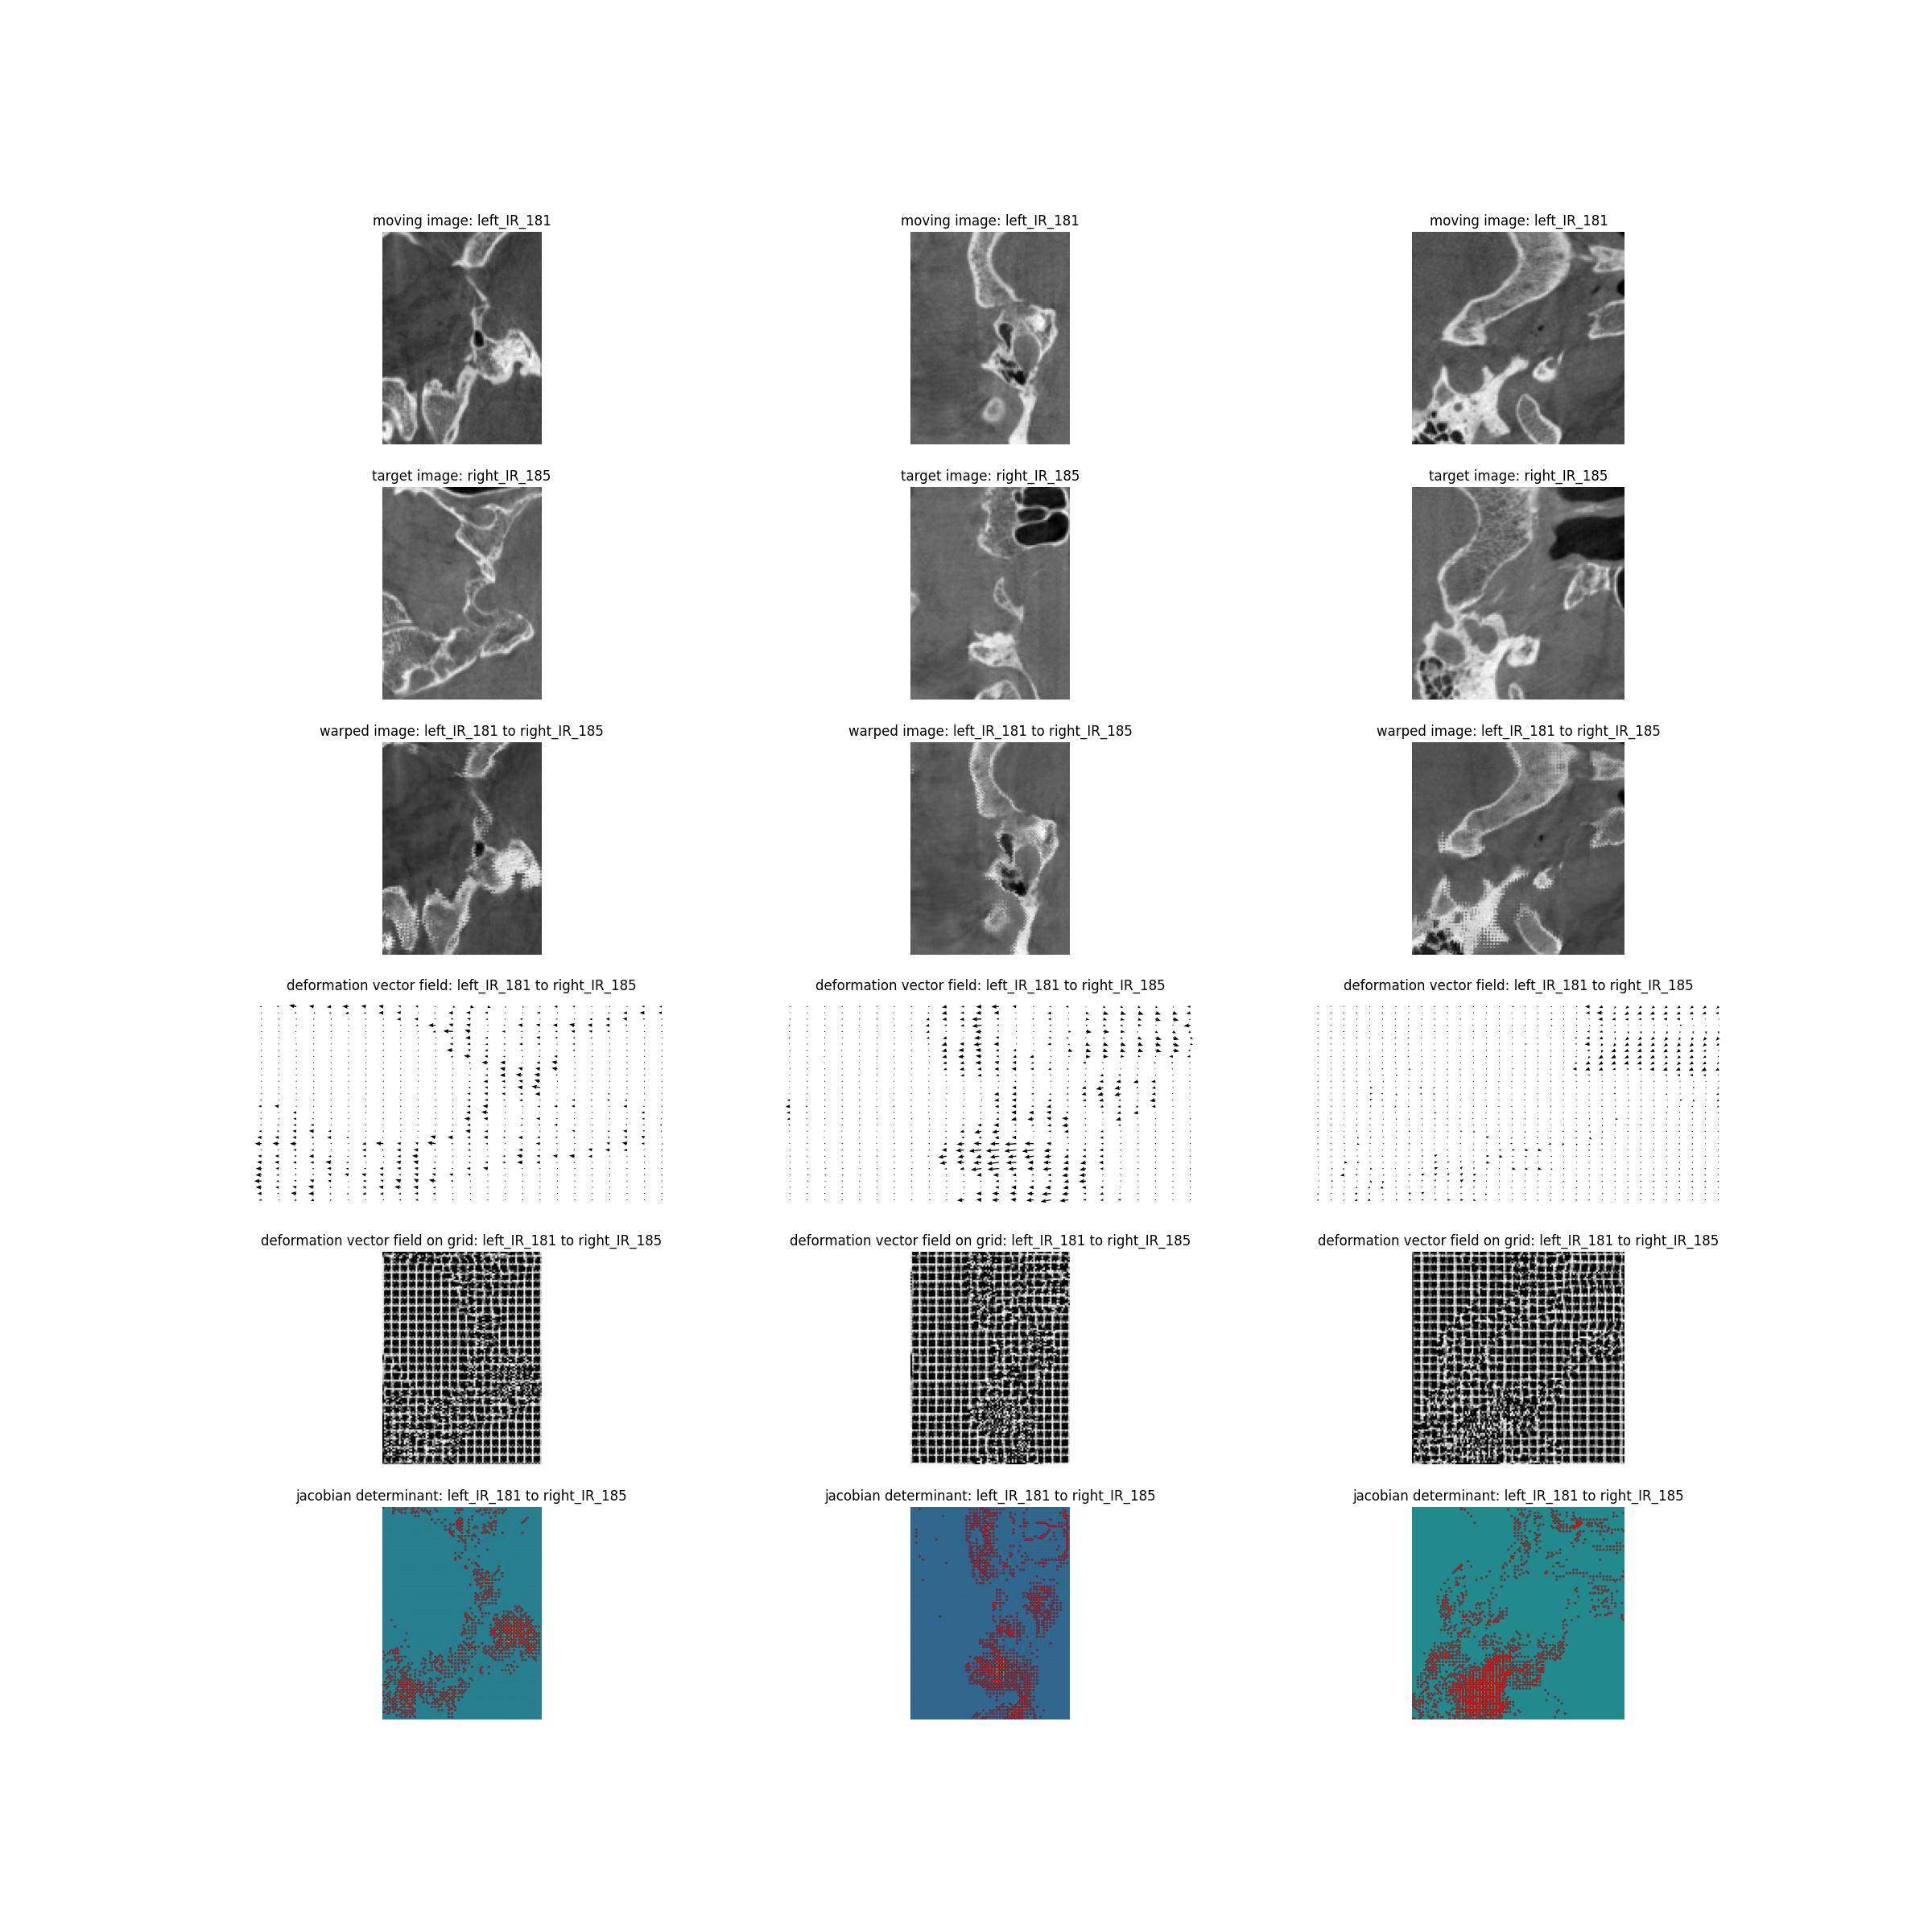 moving image: left_IR_181
moving image: left_IR_181
moving image: left_IR_181
target image: right_IR_185
target image: right_IR_185
target image: right_IR_185
warped image: left_IR_181 to right_IR_185
warped image: left_IR_181 to right_IR_185
warped image: left_IR_181 to right_IR_185
deformation vector field: left_IR_181 to right_IR_185
deformation vector field: left_IR_181 to right_IR_185
deformation vector field: left_IR_181 to right_IR_185
deformation vector field on grid: left_IR_181 to right_IR_185
deformation vector field on grid: left_IR_181 to right_IR_185
deformation vector field on grid: left_IR_181 to right_IR_185
jacobian determinant: left_IR_181 to right_IR_185
jacobian determinant: left_IR_181 to right_IR_185
jacobian determinant: left_IR_181 to right_IR_185